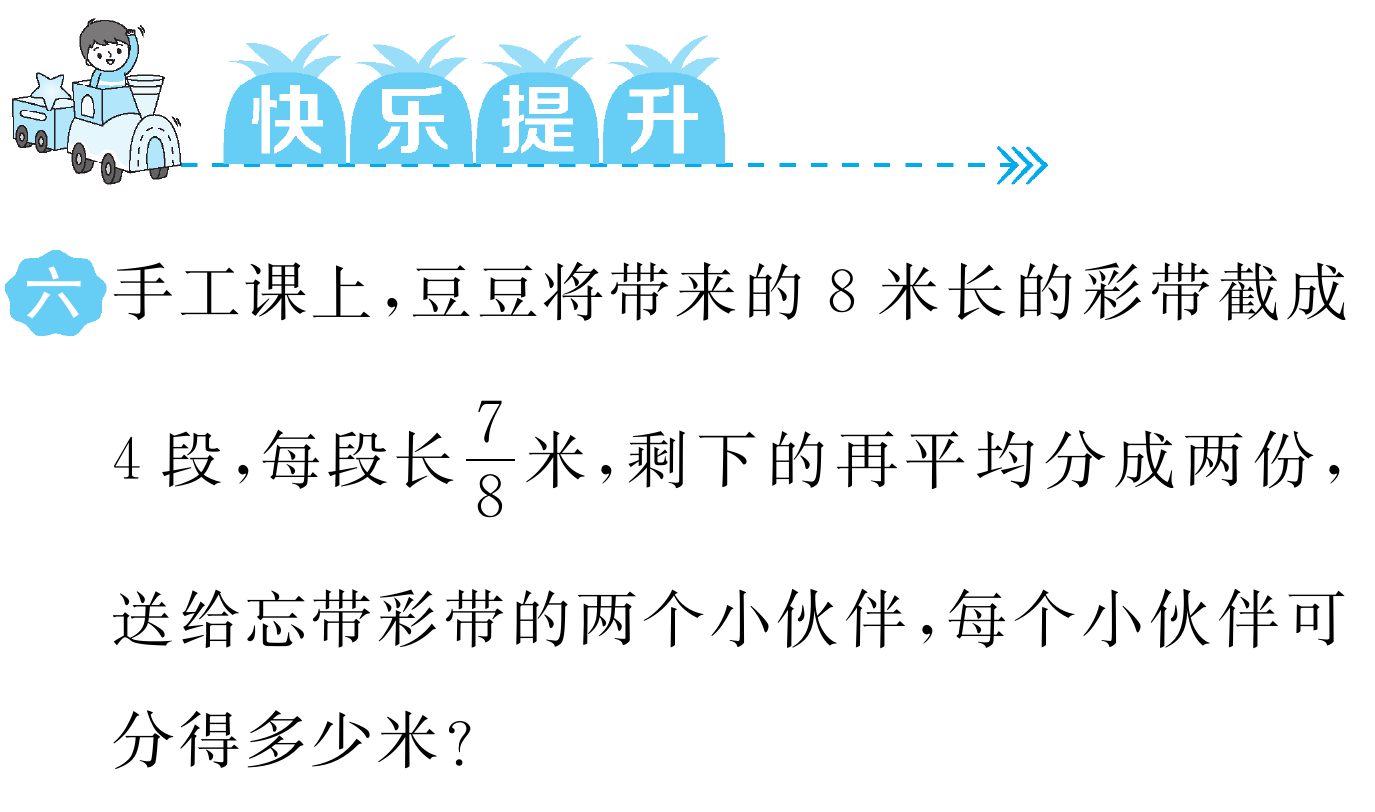 快乐提升
六 手工课上,豆豆将带来的 8 米长的彩带截成
4 段,每段长 7/8 米,剩下的再平均分成两份,
送给忘带彩带的两个小伙伴,每个小伙伴可
分得多少米?